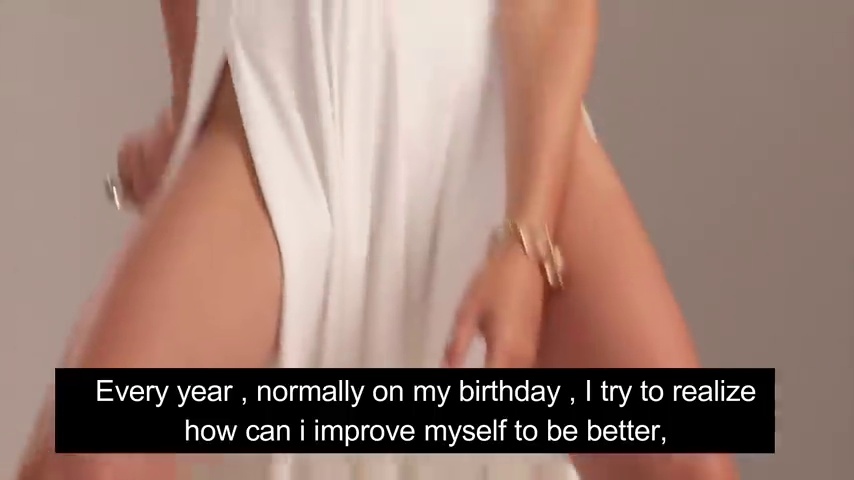 Every year , normally on my birthday , I try to realize
how can i improve myself to be better,